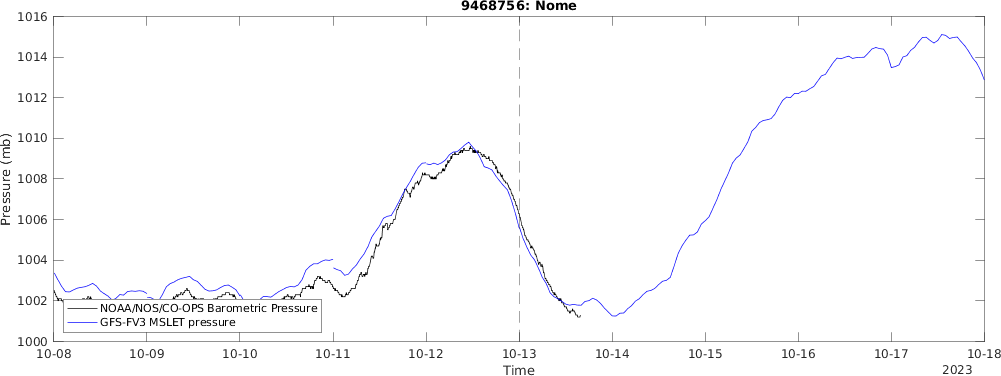 9468756: Nome
Pressure (mb)
1016
1014
1012
1010
1008
1006
1004
1002
1000
NOAA/NOS/CO-OPS Barometric Pressure
GFS-FV3 MSLET pressure
10-08 10-09 10-10 10-11 10-12 10-13 10-14 10-15 10-16 10-17 10-18
Time
2023